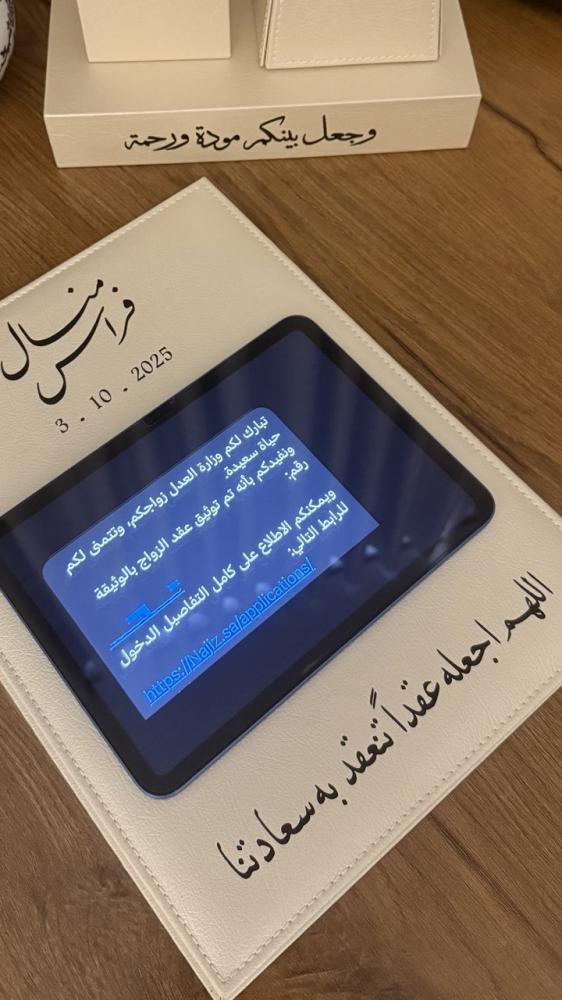 وجعل بينكم مودة ورحمة
منال
فراس
3 . 10 . 2025
تبارك لكم وزارة العدل زواجكم، وتتمنى لكم
حياة سعيدة.
ونفيدكم بأنه تم توثيق عقد الزواج بالوثيقة
رقم:
ويمكنكم الاطلاع على كامل التفاصيل الدخول
للرابط التالي:
https://Najiz.sa/applications/
اللهم اجعله عقداً تنعقد به سعادتنا